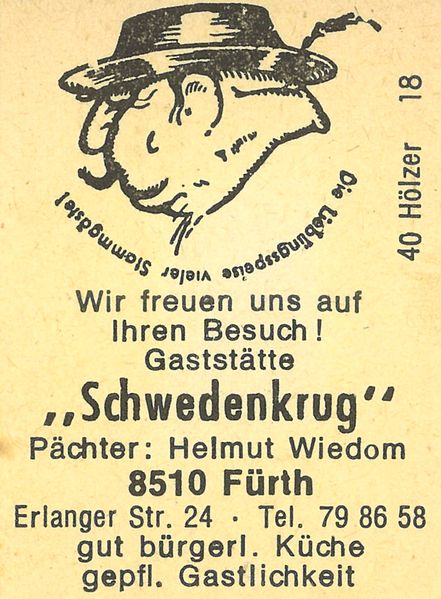 Die Lieblingsspeise vieler Stammgäste!
40 Hölzer 18
Wir freuen uns auf
Ihren Besuch!
Gaststätte
„Schwedenkrug“
Pächter: Helmut Wiedom
8510 Fürth
Erlanger Str. 24 · Tel. 79 86 58
gut bürgerl. Küche
gepfl. Gastlichkeit